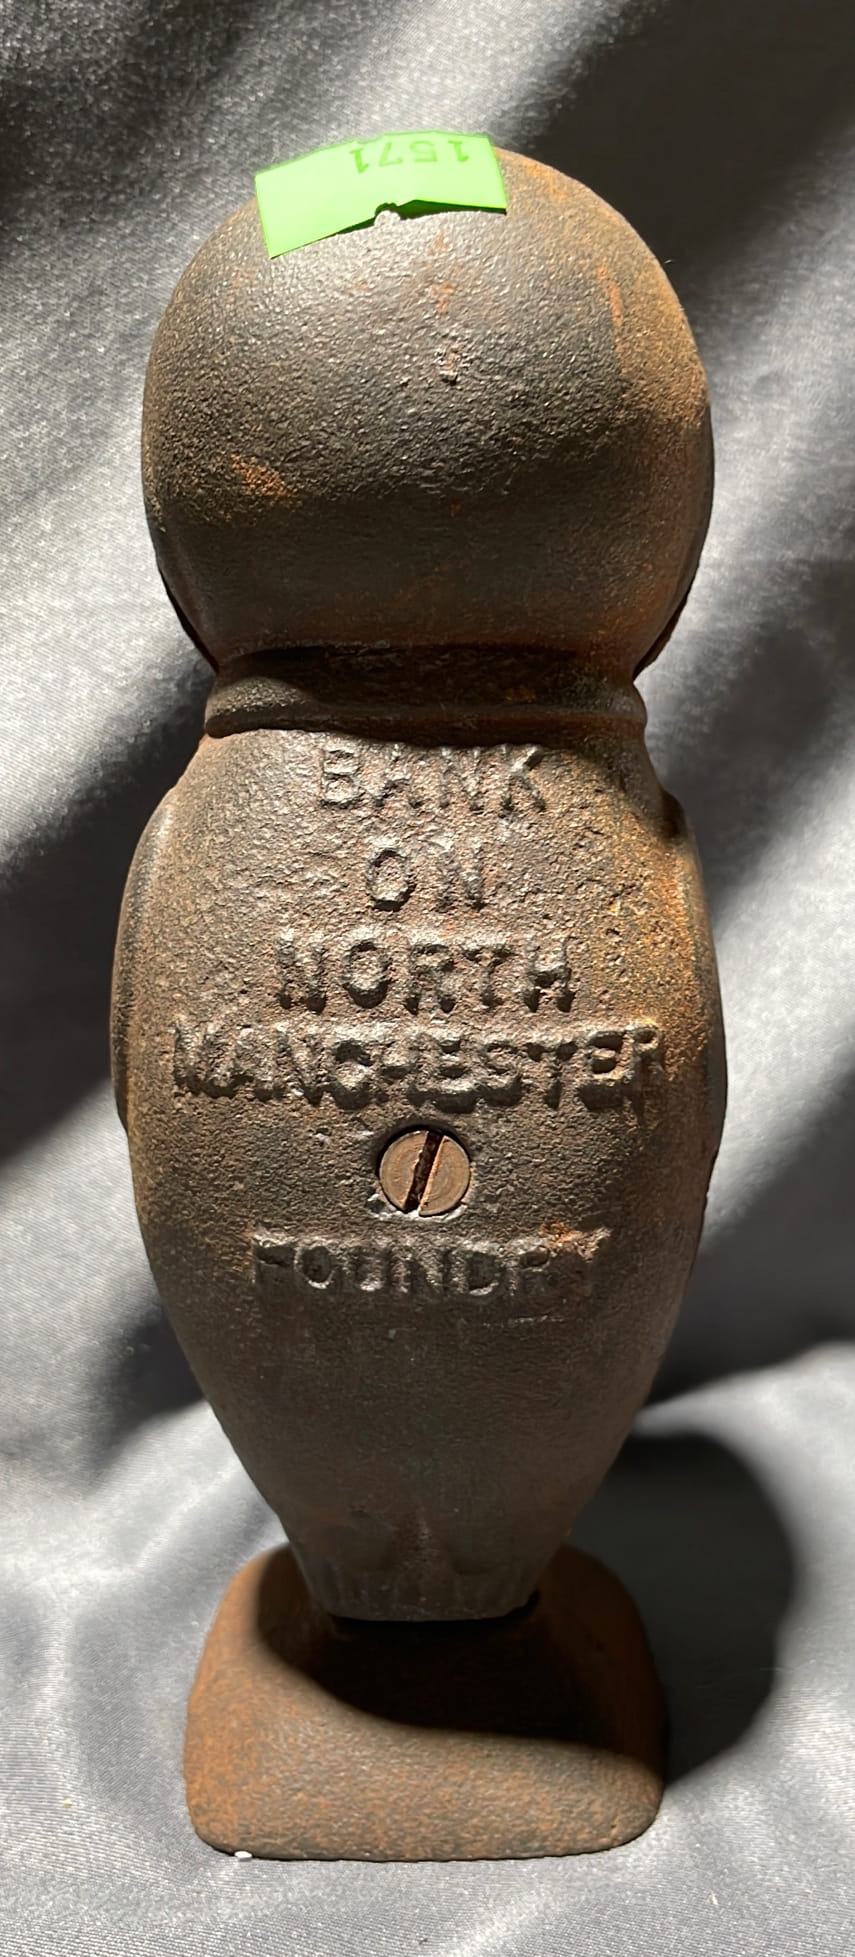 1571
BANK
ON
NORTH
MANCHESTER
FOUNDRY